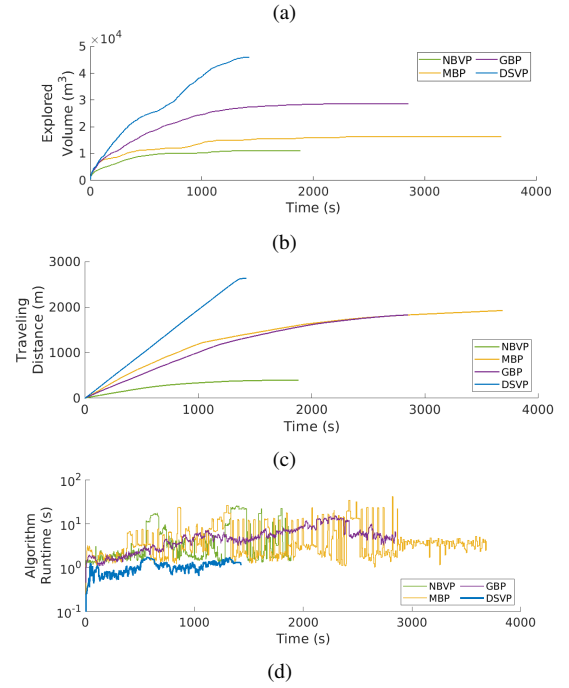 (a)
×10⁴
5
4
3
2
1
0
Explored
Volume (m³)
NBVP GBP
MBP DSVP
0 1000 2000 3000 4000
Time (s)
(b)
3000
2000
1000
0
Traveling
Distance (m)
NBVP
MBP
GBP
DSVP
0 1000 2000 3000 4000
Time (s)
(c)
10²
10¹
10⁰
10⁻¹
Algorithm
Runtime (s)
NBVP GBP
MBP DSVP
0 1000 2000 3000 4000
Time (s)
(d)